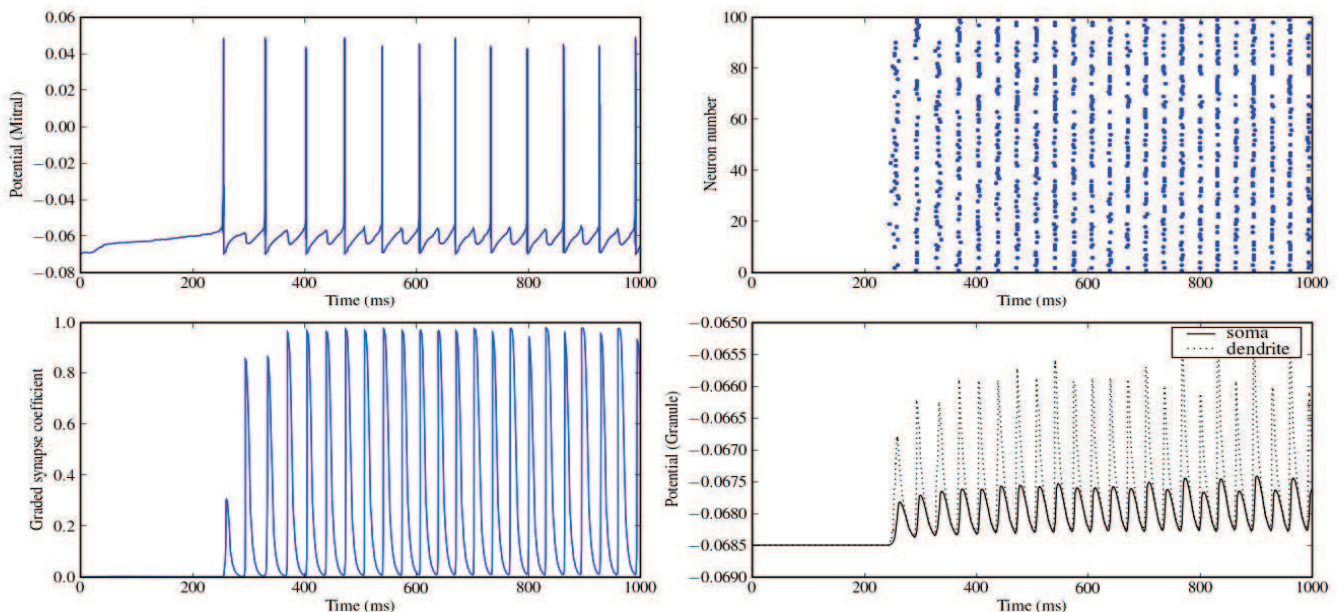 0.06
0.04
0.02
0.00
−0.02
−0.04
−0.06
−0.08
Potential (Mitral)
0 200 400 600 800 1000
Time (ms)
100
80
60
40
20
0
Neuron number
0 200 400 600 800 1000
Time (ms)
1.0
0.8
0.6
0.4
0.2
0.0
Graded synapse coefficient
0 200 400 600 800 1000
Time (ms)
−0.0650
−0.0655
−0.0660
−0.0665
−0.0670
−0.0675
−0.0680
−0.0685
−0.0690
Potential (Granule)
soma
dendrite
0 200 400 600 800 1000
Time (ms)